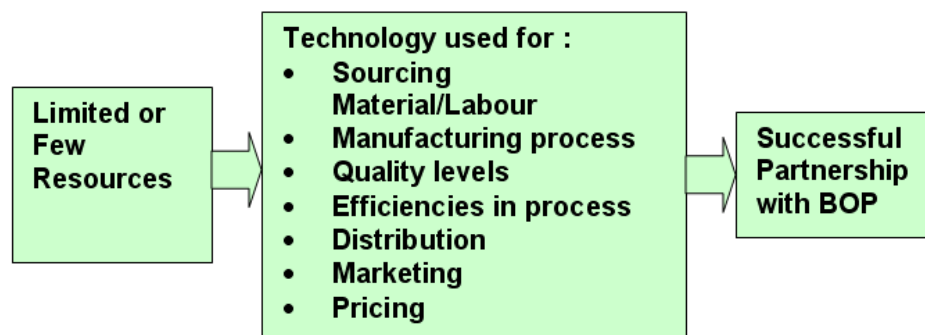 Limited or
Few
Resources
Technology used for :
• Sourcing
Material/Labour
• Manufacturing process
• Quality levels
• Efficiencies in process
• Distribution
• Marketing
• Pricing
Successful
Partnership
with BOP